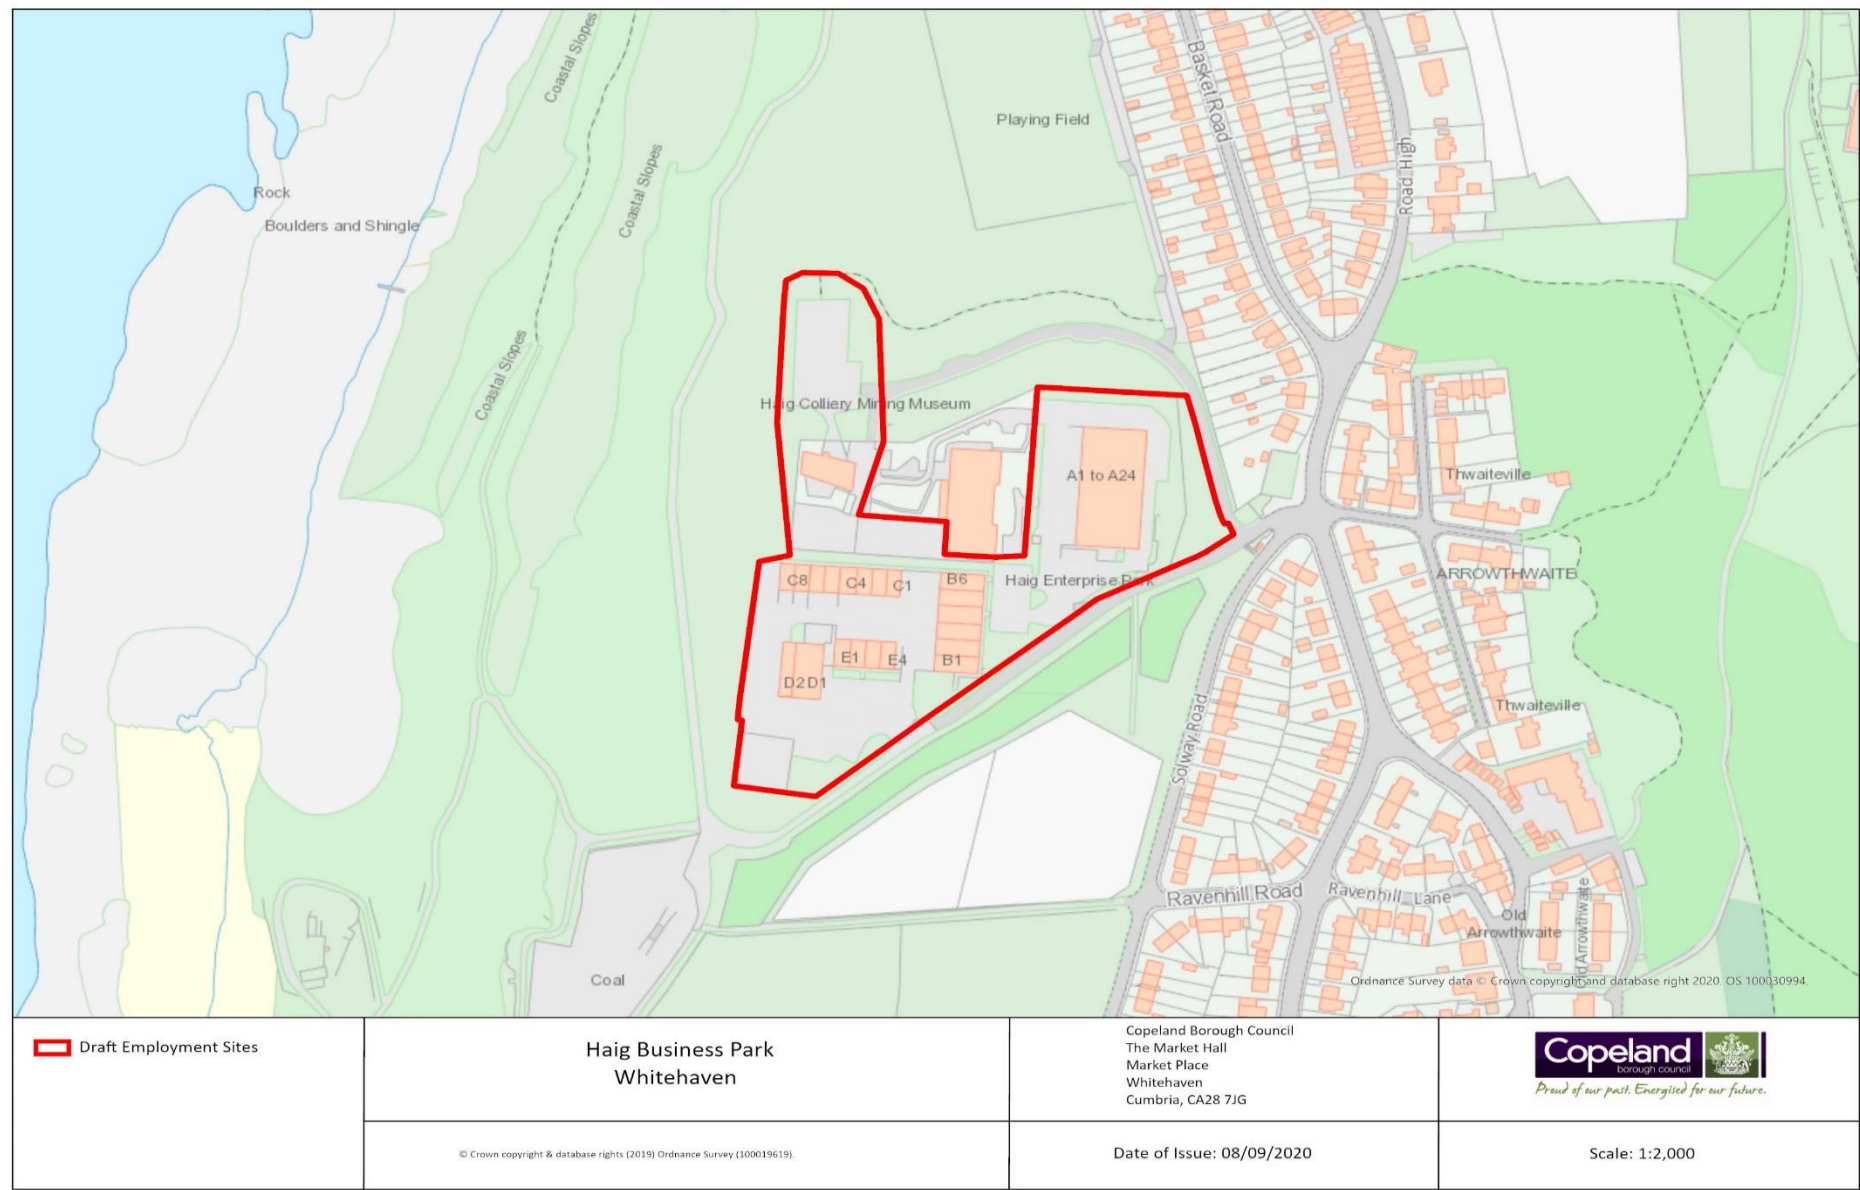 Coastal Slopes
Basket Road
Playing Field
Road High
Coastal Slopes
Rock
Boulders and Shingle
Coastal Slopes
Haig Colliery Mining Museum
A1 to A24
Thwaiteville
C8
C4
C1
B6
Haig Enterprise Park
ARROWTHWAITE
E1
E4
B1
D2
D1
Solway Road
Thwaiteville
Ravenhill Road
Ravenhill Lane
Old
Arrowthwaite
Old Arrowthwaite
Coal
Ordnance Survey data © Crown copyright and database right 2020. OS 100030994.
Draft Employment Sites
Haig Business Park
Whitehaven
© Crown copyright & database rights (2019) Ordnance Survey (100019619).
Copeland Borough Council
The Market Hall
Market Place
Whitehaven
Cumbria, CA28 7JG
Date of Issue: 08/09/2020
Copeland
borough council
Proud of our past. Energised for our future.
Scale: 1:2,000